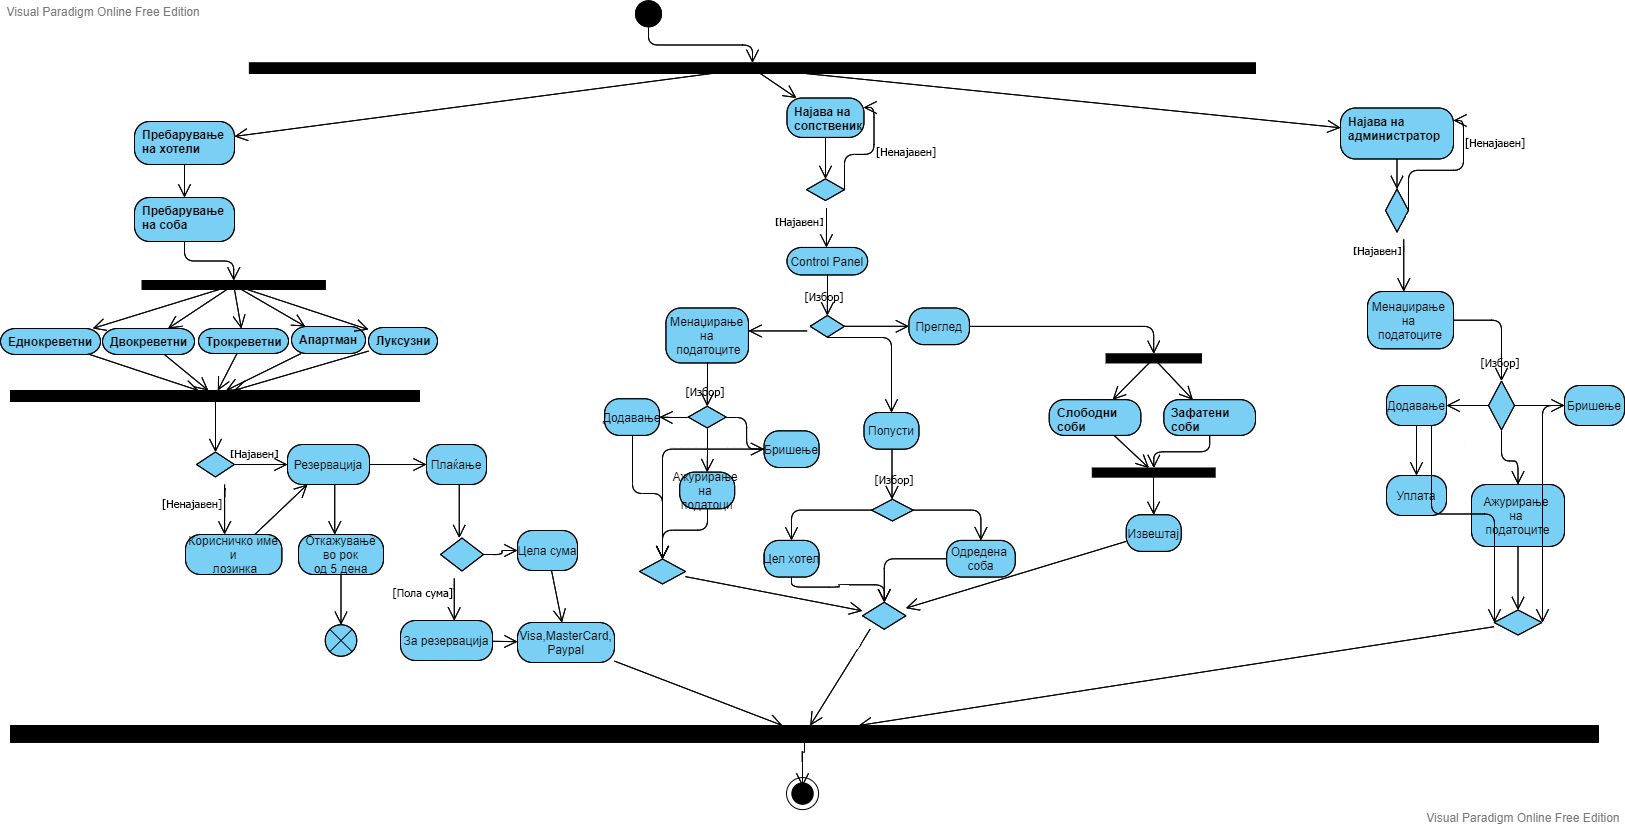 Visual Paradigm Online Free Edition
Пребарување
на хотели
Најава на
сопственик
[Ненајавен]
Најава на
администратор
[Ненајавен]
Пребарување
на соба
[Најавен]
Control Panel
[Најавен]
[Избор]
Еднокреветни
Двокреветни
Трокреветни
Апартман
Луксузни
Менаџирање
на
податоците
Преглед
Менаџирање
на
податоците
[Избор]
[Избор]
Додавање
Бришење
Ажурирање
на
податоци
Попусти
Слободни
соби
Зафатени
соби
Додавање
Бришење
[Најавен]
Резервација
Плаќање
[Ненајавен]
[Избор]
Уплата
Ажурирање
на
податоците
Корисничко име
и
лозинка
Откажување
во рок
од 5 дена
Цела сума
Цел хотел
Одредена
соба
Извештај
[Пола сума]
За резервација
Visa,MasterCard,
Paypal
Visual Paradigm Online Free Edition